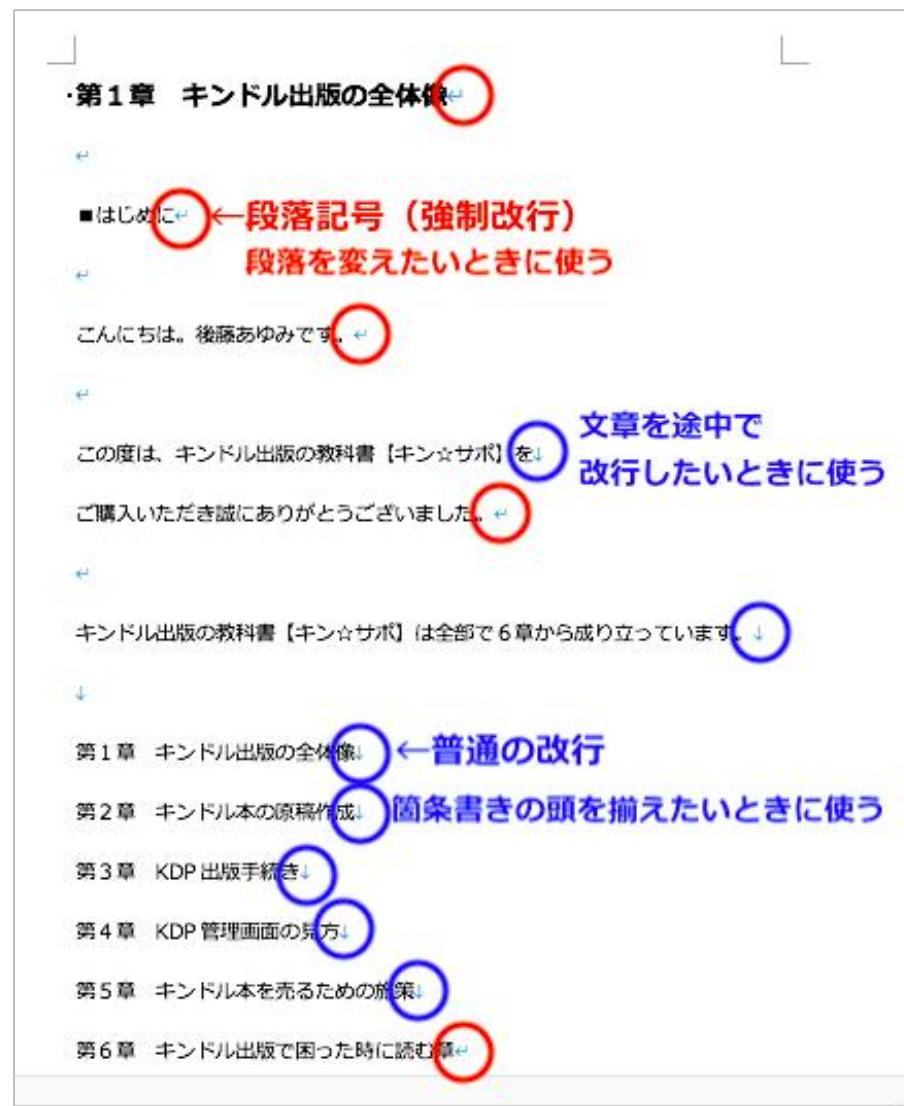 ・第１章　キンドル出版の全体像↵
↵
■はじめに↵
←段落記号（強制改行）
段落を変えたいときに使う
↵
こんにちは。後藤あゆみです。↵
↵
文章を途中で
改行したいときに使う
この度は、キンドル出版の教科書【キン☆サポ】を↓
ご購入いただき誠にありがとうございました。↵
↵
キンドル出版の教科書【キン☆サポ】は全部で６章から成り立っています。↓
↓
第１章　キンドル出版の全体像↓
←普通の改行
第２章　キンドル本の原稿作成↓
箇条書きの頭を揃えたいときに使う
第３章　KDP 出版手続き↓
第４章　KDP 管理画面の見方↓
第５章　キンドル本を売るための施策↓
第６章　キンドル出版で困った時に読む章↵